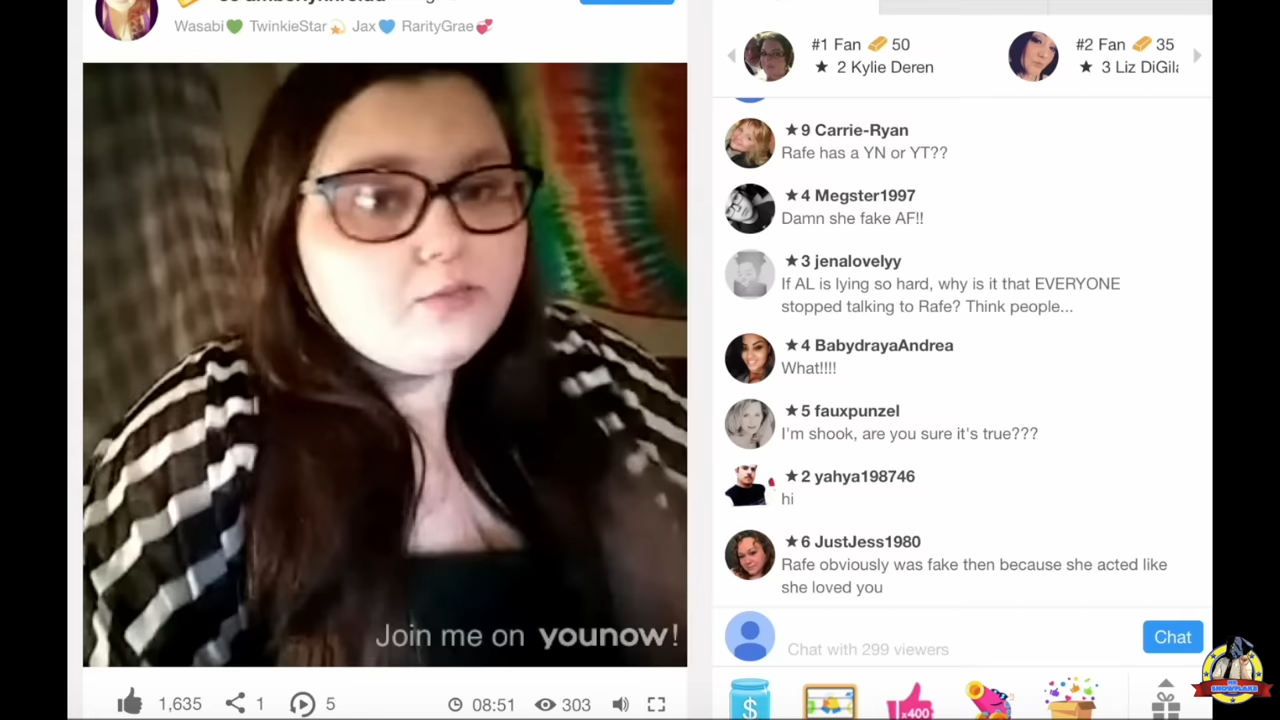 Wasabi💚 TwinkieStar💫 Jax💙 RarityGrae💞
Join me on younow!
1,635
1
5
08:51
303
#1 Fan 50
★ 2 Kylie Deren
#2 Fan 35
★ 3 Liz DiGila
★9 Carrie-Ryan
Rafe has a YN or YT??
★4 Megster1997
Damn she fake AF!!
★3 jenalovelyy
If AL is lying so hard, why is it that EVERYONE
stopped talking to Rafe? Think people...
★4 BabydrayaAndrea
What!!!!
★5 fauxpunzel
I'm shook, are you sure it's true???
★2 yahya198746
hi
★6 JustJess1980
Rafe obviously was fake then because she acted like
she loved you
Chat with 299 viewers
Chat
$
x400